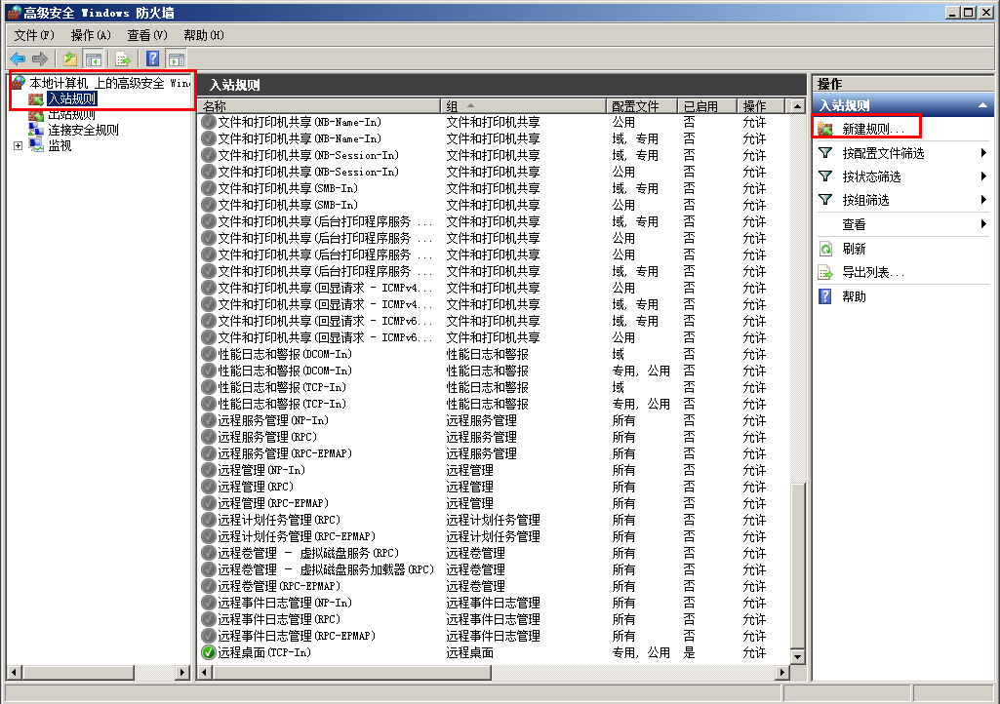 高级安全 Windows 防火墙
文件(F) 操作(A) 查看(V) 帮助(H)
本地计算机 上的高级安全 Win
入站规则
出站规则
连接安全规则
监视
入站规则
名称 组 配置文件 已启用 操作
文件和打印机共享(NB-Name-In) 文件和打印机共享 公用 否 允许
文件和打印机共享(NB-Name-In) 文件和打印机共享 域, 专用 否 允许
文件和打印机共享(NB-Session-In) 文件和打印机共享 域, 专用 否 允许
文件和打印机共享(NB-Session-In) 文件和打印机共享 公用 否 允许
文件和打印机共享(SMB-In) 文件和打印机共享 域, 专用 否 允许
文件和打印机共享(SMB-In) 文件和打印机共享 公用 否 允许
文件和打印机共享(后台打印程序服务 ... 文件和打印机共享 域, 专用 否 允许
文件和打印机共享(后台打印程序服务 ... 文件和打印机共享 公用 否 允许
文件和打印机共享(后台打印程序服务 ... 文件和打印机共享 公用 否 允许
文件和打印机共享(后台打印程序服务 ... 文件和打印机共享 域, 专用 否 允许
文件和打印机共享(回显请求 - ICMPv4... 文件和打印机共享 公用 否 允许
文件和打印机共享(回显请求 - ICMPv4... 文件和打印机共享 域, 专用 否 允许
文件和打印机共享(回显请求 - ICMPv6... 文件和打印机共享 域, 专用 否 允许
文件和打印机共享(回显请求 - ICMPv6... 文件和打印机共享 公用 否 允许
性能日志和警报(DCOM-In) 性能日志和警报 域 否 允许
性能日志和警报(DCOM-In) 性能日志和警报 专用, 公用 否 允许
性能日志和警报(TCP-In) 性能日志和警报 域 否 允许
性能日志和警报(TCP-In) 性能日志和警报 专用, 公用 否 允许
远程服务管理(NP-In) 远程服务管理 所有 否 允许
远程服务管理(RPC) 远程服务管理 所有 否 允许
远程服务管理(RPC-EPMAP) 远程服务管理 所有 否 允许
远程管理(NP-In) 远程管理 所有 否 允许
远程管理(RPC) 远程管理 所有 否 允许
远程管理(RPC-EPMAP) 远程管理 所有 否 允许
远程计划任务管理(RPC) 远程计划任务管理 所有 否 允许
远程计划任务管理(RPC-EPMAP) 远程计划任务管理 所有 否 允许
远程卷管理 - 虚拟磁盘服务(RPC) 远程卷管理 所有 否 允许
远程卷管理 - 虚拟磁盘服务加载器(RPC) 远程卷管理 所有 否 允许
远程卷管理(RPC-EPMAP) 远程卷管理 所有 否 允许
远程事件日志管理(NP-In) 远程事件日志管理 所有 否 允许
远程事件日志管理(RPC) 远程事件日志管理 所有 否 允许
远程事件日志管理(RPC-EPMAP) 远程事件日志管理 所有 否 允许
远程桌面(TCP-In) 远程桌面 专用, 公用 是 允许
操作
入站规则
新建规则...
按配置文件筛选
按状态筛选
按组筛选
查看
刷新
导出列表...
帮助